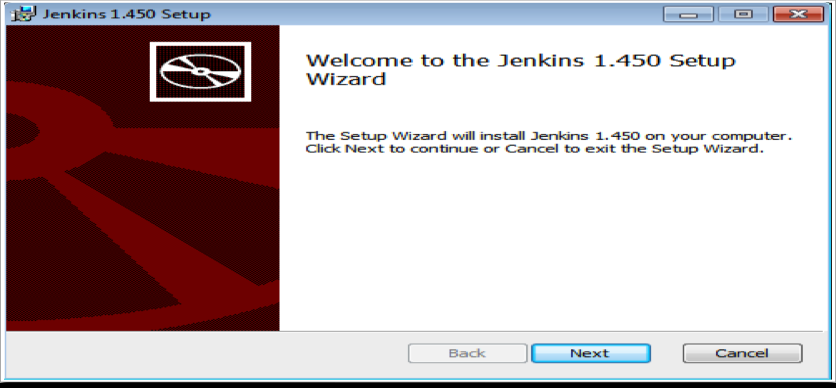 Jenkins 1.450 Setup
Welcome to the Jenkins 1.450 Setup
Wizard
The Setup Wizard will install Jenkins 1.450 on your computer.
Click Next to continue or Cancel to exit the Setup Wizard.
Back Next Cancel